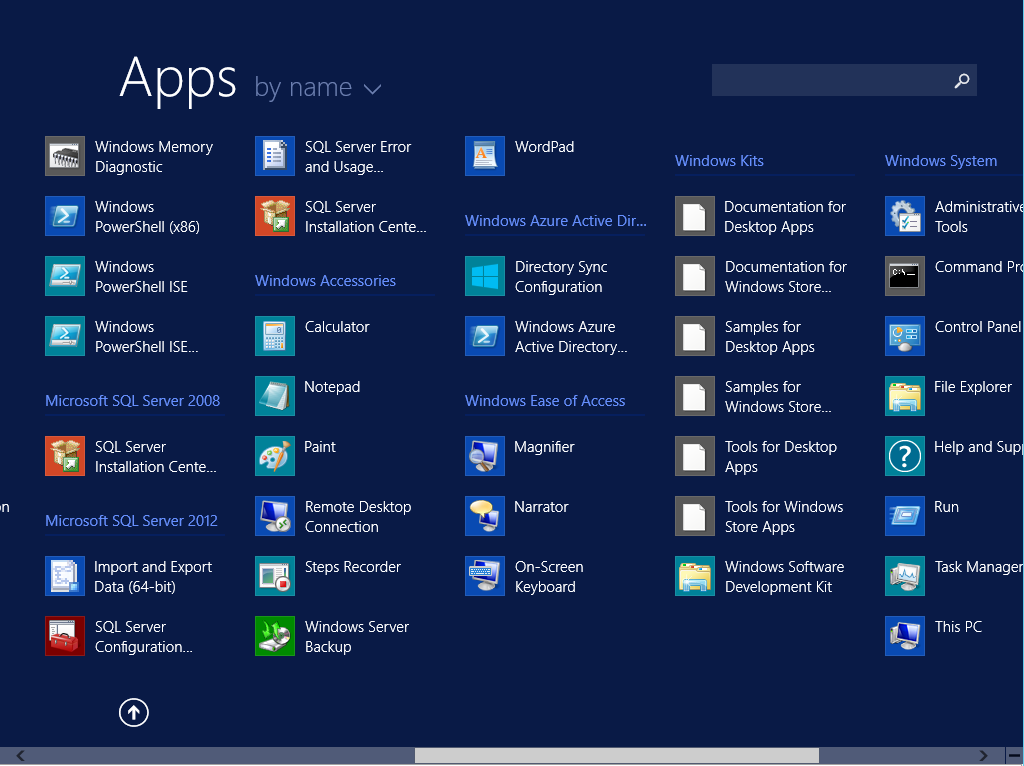 Apps by name
Windows Memory
Diagnostic
Windows
PowerShell (x86)
Windows
PowerShell ISE
Windows
PowerShell ISE...
Microsoft SQL Server 2008
SQL Server
Installation Cente...
on
Microsoft SQL Server 2012
Import and Export
Data (64-bit)
SQL Server
Configuration...
SQL Server Error
and Usage...
SQL Server
Installation Cente...
Windows Accessories
Calculator
Notepad
Paint
Remote Desktop
Connection
Steps Recorder
Windows Server
Backup
WordPad
Windows Azure Active Dir...
Directory Sync
Configuration
Windows Azure
Active Directory...
Windows Ease of Access
Magnifier
Narrator
On-Screen
Keyboard
Windows Kits
Documentation for
Desktop Apps
Documentation for
Windows Store...
Samples for
Desktop Apps
Samples for
Windows Store...
Tools for Desktop
Apps
Tools for Windows
Store Apps
Windows Software
Development Kit
Windows System
Administrative
Tools
Command Pro
Control Panel
File Explorer
Help and Supp
Run
Task Manager
This PC